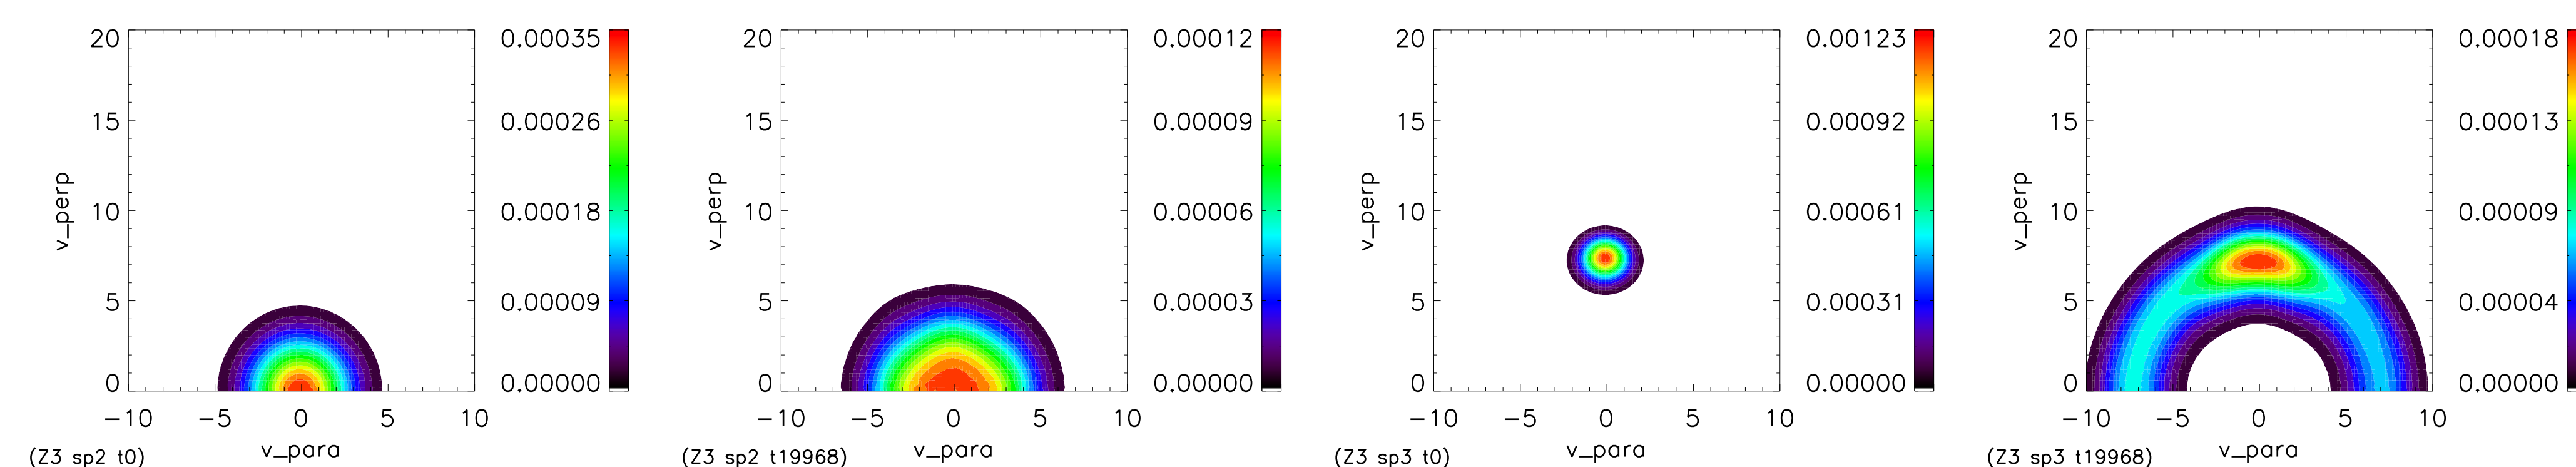 20
15
10
5
0
v_perp
−10 −5 0 5 10
v_para
(Z3 sp2 t0)
0.00035
0.00026
0.00018
0.00009
0.00000
20
15
10
5
0
v_perp
−10 −5 0 5 10
v_para
(Z3 sp2 t19968)
0.00012
0.00009
0.00006
0.00003
0.00000
20
15
10
5
0
v_perp
−10 −5 0 5 10
v_para
(Z3 sp3 t0)
0.00123
0.00092
0.00061
0.00031
0.00000
20
15
10
5
0
v_perp
−10 −5 0 5 10
v_para
(Z3 sp3 t19968)
0.00018
0.00013
0.00009
0.00004
0.00000